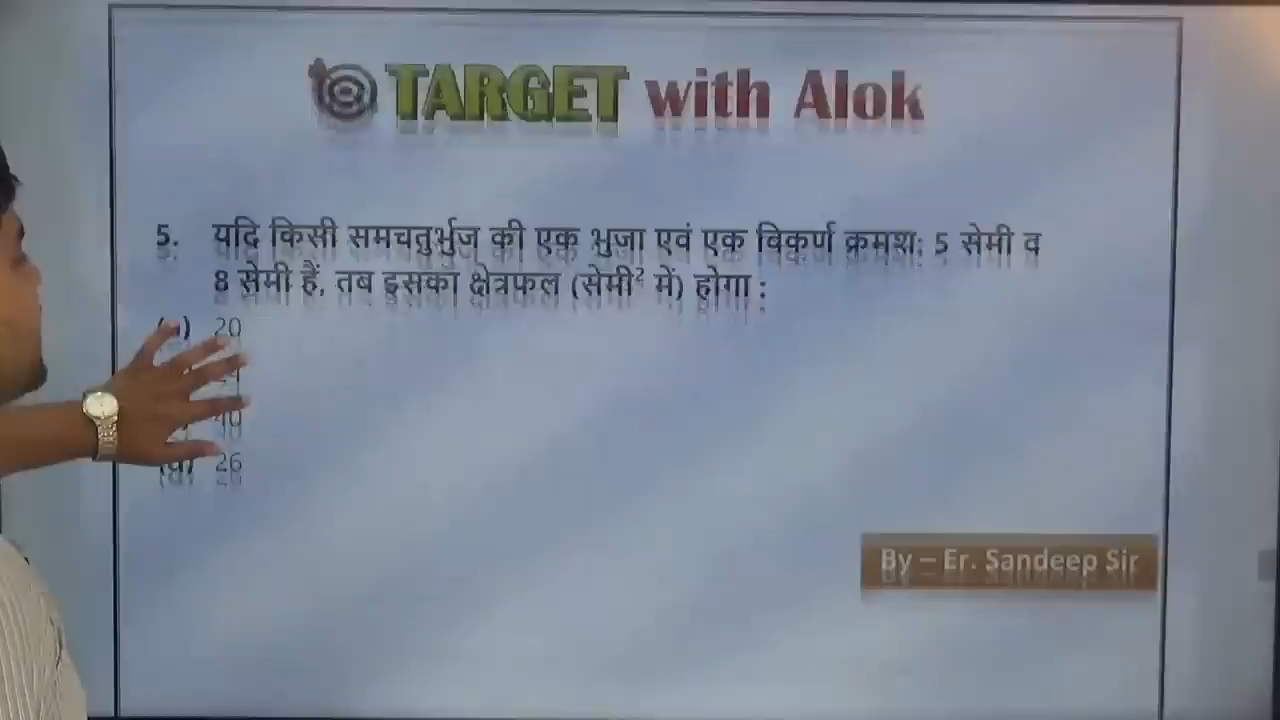 TARGET with Alok
5. यदि किसी समचतुर्भुज की एक भुजा एवं एक विकर्ण क्रमश: 5 सेमी व
8 सेमी हैं, तब इसका क्षेत्रफल (सेमी² में) होगा :
20
26
By – Er. Sandeep Sir